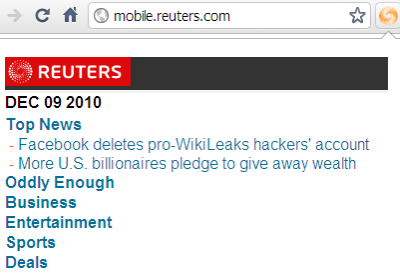 mobile.reuters.com
REUTERS
DEC 09 2010
Top News
- Facebook deletes pro-WikiLeaks hackers' account
- More U.S. billionaires pledge to give away wealth
Oddly Enough
Business
Entertainment
Sports
Deals